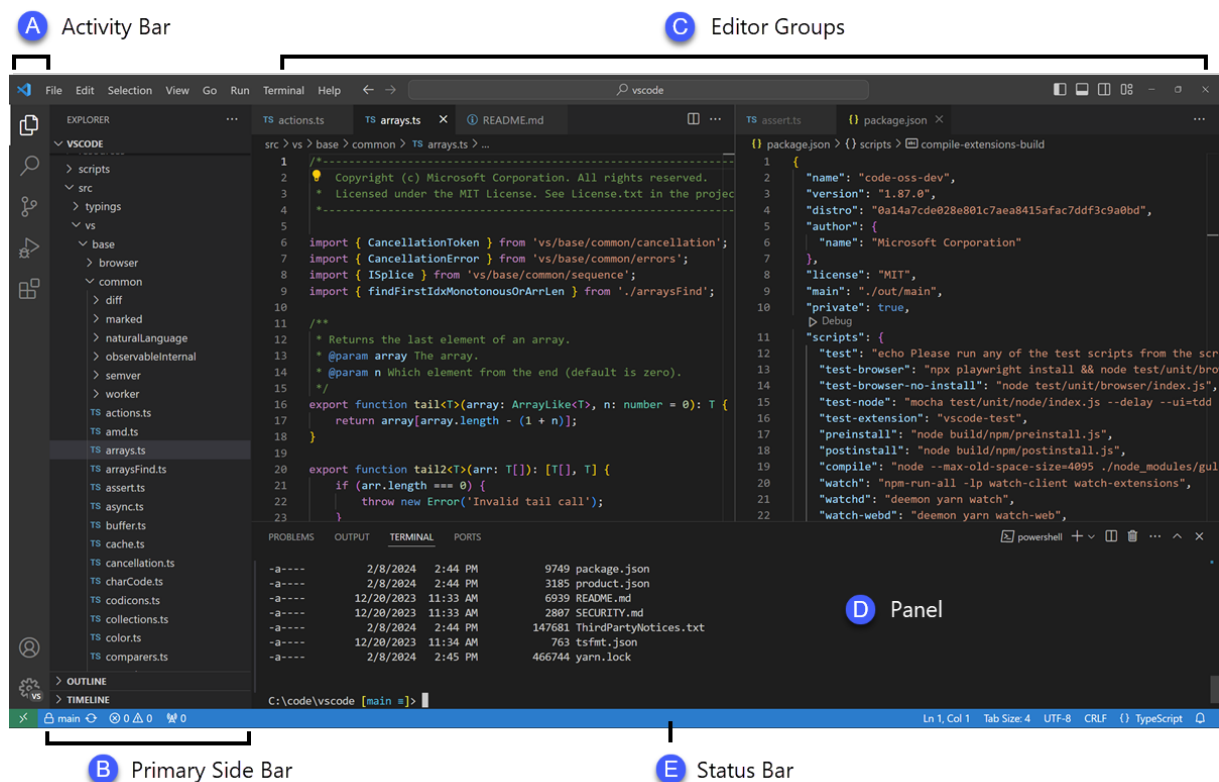 A Activity Bar
C Editor Groups
File Edit Selection View Go Run Terminal Help vscode
EXPLORER
VSCODE
scripts
src
typings
vs
base
browser
common
diff
marked
naturalLanguage
observableInternal
semver
worker
TS actions.ts
TS amd.ts
TS arrays.ts
TS arraysFind.ts
TS assert.ts
TS async.ts
TS buffer.ts
TS cache.ts
TS cancellation.ts
TS charCode.ts
TS codicons.ts
TS collections.ts
TS color.ts
TS comparers.ts
OUTLINE
TIMELINE
VS
TS actions.ts TS arrays.ts README.md
src > vs > base > common > TS arrays.ts > ...
1 /*---------------------------------------------------------------
2 Copyright (c) Microsoft Corporation. All rights reserved.
3 * Licensed under the MIT License. See License.txt in the projec
4 *---------------------------------------------------------------
5
6 import { CancellationToken } from 'vs/base/common/cancellation';
7 import { CancellationError } from 'vs/base/common/errors';
8 import { ISplice } from 'vs/base/common/sequence';
9 import { findFirstIdxMonotonousOrArrLen } from './arraysFind';
10
11 /**
12 * Returns the last element of an array.
13 * @param array The array.
14 * @param n Which element from the end (default is zero).
15 */
16 export function tail<T>(array: ArrayLike<T>, n: number = 0): T {
17 return array[array.length - (1 + n)];
18 }
19
20 export function tail2<T>(arr: T[]): [T[], T] {
21 if (arr.length === 0) {
22 throw new Error('Invalid tail call');
23 }
TS assert.ts {} package.json
{} package.json > {} scripts > compile-extensions-build
1 {
2 "name": "code-oss-dev",
3 "version": "1.87.0",
4 "distro": "0a14a7cde028e801c7aea8415afac7ddf3c9a0bd",
5 "author": {
6 "name": "Microsoft Corporation"
7 },
8 "license": "MIT",
9 "main": "./out/main",
10 "private": true,
Debug
11 "scripts": {
12 "test": "echo Please run any of the test scripts from the scr
13 "test-browser": "npx playwright install && node test/unit/bro
14 "test-browser-no-install": "node test/unit/browser/index.js",
15 "test-node": "mocha test/unit/node/index.js --delay --ui=tdd
16 "test-extension": "vscode-test",
17 "preinstall": "node build/npm/preinstall.js",
18 "postinstall": "node build/npm/postinstall.js",
19 "compile": "node --max-old-space-size=4095 ./node_modules/gul
20 "watch": "npm-run-all -lp watch-client watch-extensions",
21 "watchd": "deemon yarn watch",
22 "watch-webd": "deemon yarn watch-web",
PROBLEMS OUTPUT TERMINAL PORTS powershell
-a---- 2/8/2024 2:44 PM 9749 package.json
-a---- 2/8/2024 2:44 PM 3185 product.json
-a---- 12/20/2023 11:33 AM 6939 README.md
-a---- 12/20/2023 11:33 AM 2807 SECURITY.md
-a---- 2/8/2024 2:44 PM 147681 ThirdPartyNotices.txt
-a---- 12/20/2023 11:34 AM 763 tsfmt.json
-a---- 2/8/2024 2:45 PM 466744 yarn.lock
C:\code\vscode [main ≡]>
D Panel
main 0 0 0 Ln 1, Col 1 Tab Size: 4 UTF-8 CRLF {} TypeScript
B Primary Side Bar
E Status Bar